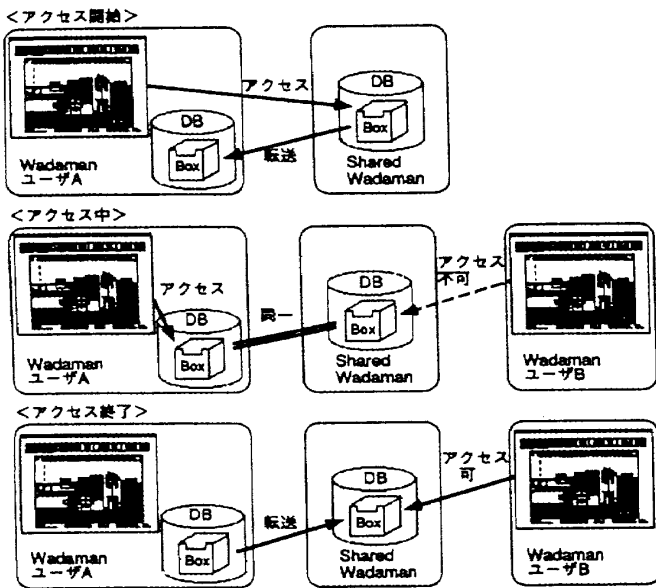 <アクセス開始>
アクセス
DB
DB
Box
Box
転送
Wadaman
ユーザA
Shared
Wadaman
<アクセス中>
アクセス
不可
アクセス
DB
同一
DB
Box
Box
Wadaman
ユーザA
Shared
Wadaman
Wadaman
ユーザB
<アクセス終了>
アクセス
可
DB
DB
転送
Box
Box
Wadaman
ユーザA
Shared
Wadaman
Wadaman
ユーザB